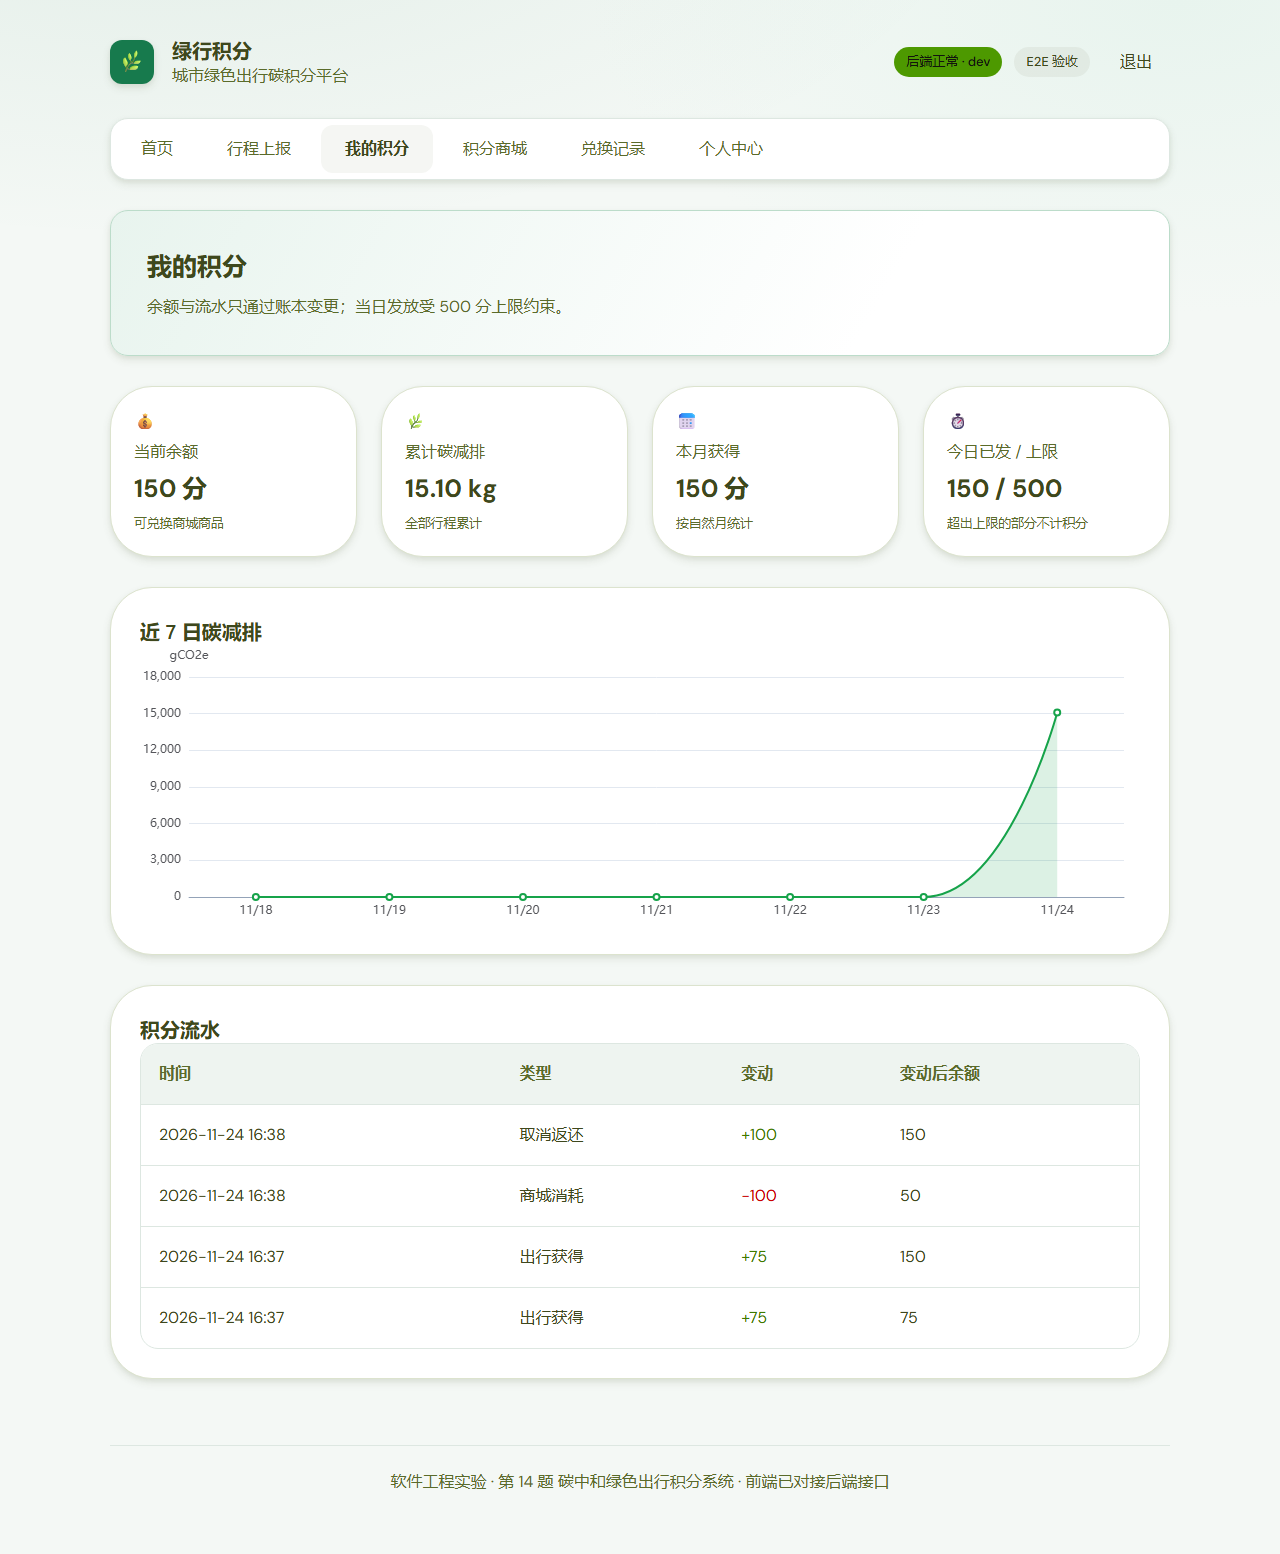 绿行积分
城市绿色出行碳积分平台
后端正常 · dev
E2E 验收
退出
首页
行程上报
我的积分
积分商城
兑换记录
个人中心
我的积分
余额与流水只通过账本变更；当日发放受 500 分上限约束。
当前余额
150 分
可兑换商城商品
累计碳减排
15.10 kg
全部行程累计
本月获得
150 分
按自然月统计
今日已发 / 上限
150 / 500
超出上限的部分不计积分
近 7 日碳减排
gCO2e
18,000
15,000
12,000
9,000
6,000
3,000
0
11/18 11/19 11/20 11/21 11/22 11/23 11/24
积分流水
时间 类型 变动 变动后余额
2026-11-24 16:38 取消返还 +100 150
2026-11-24 16:38 商城消耗 -100 50
2026-11-24 16:37 出行获得 +75 150
2026-11-24 16:37 出行获得 +75 75
软件工程实验 · 第 14 题 碳中和绿色出行积分系统 · 前端已对接后端接口